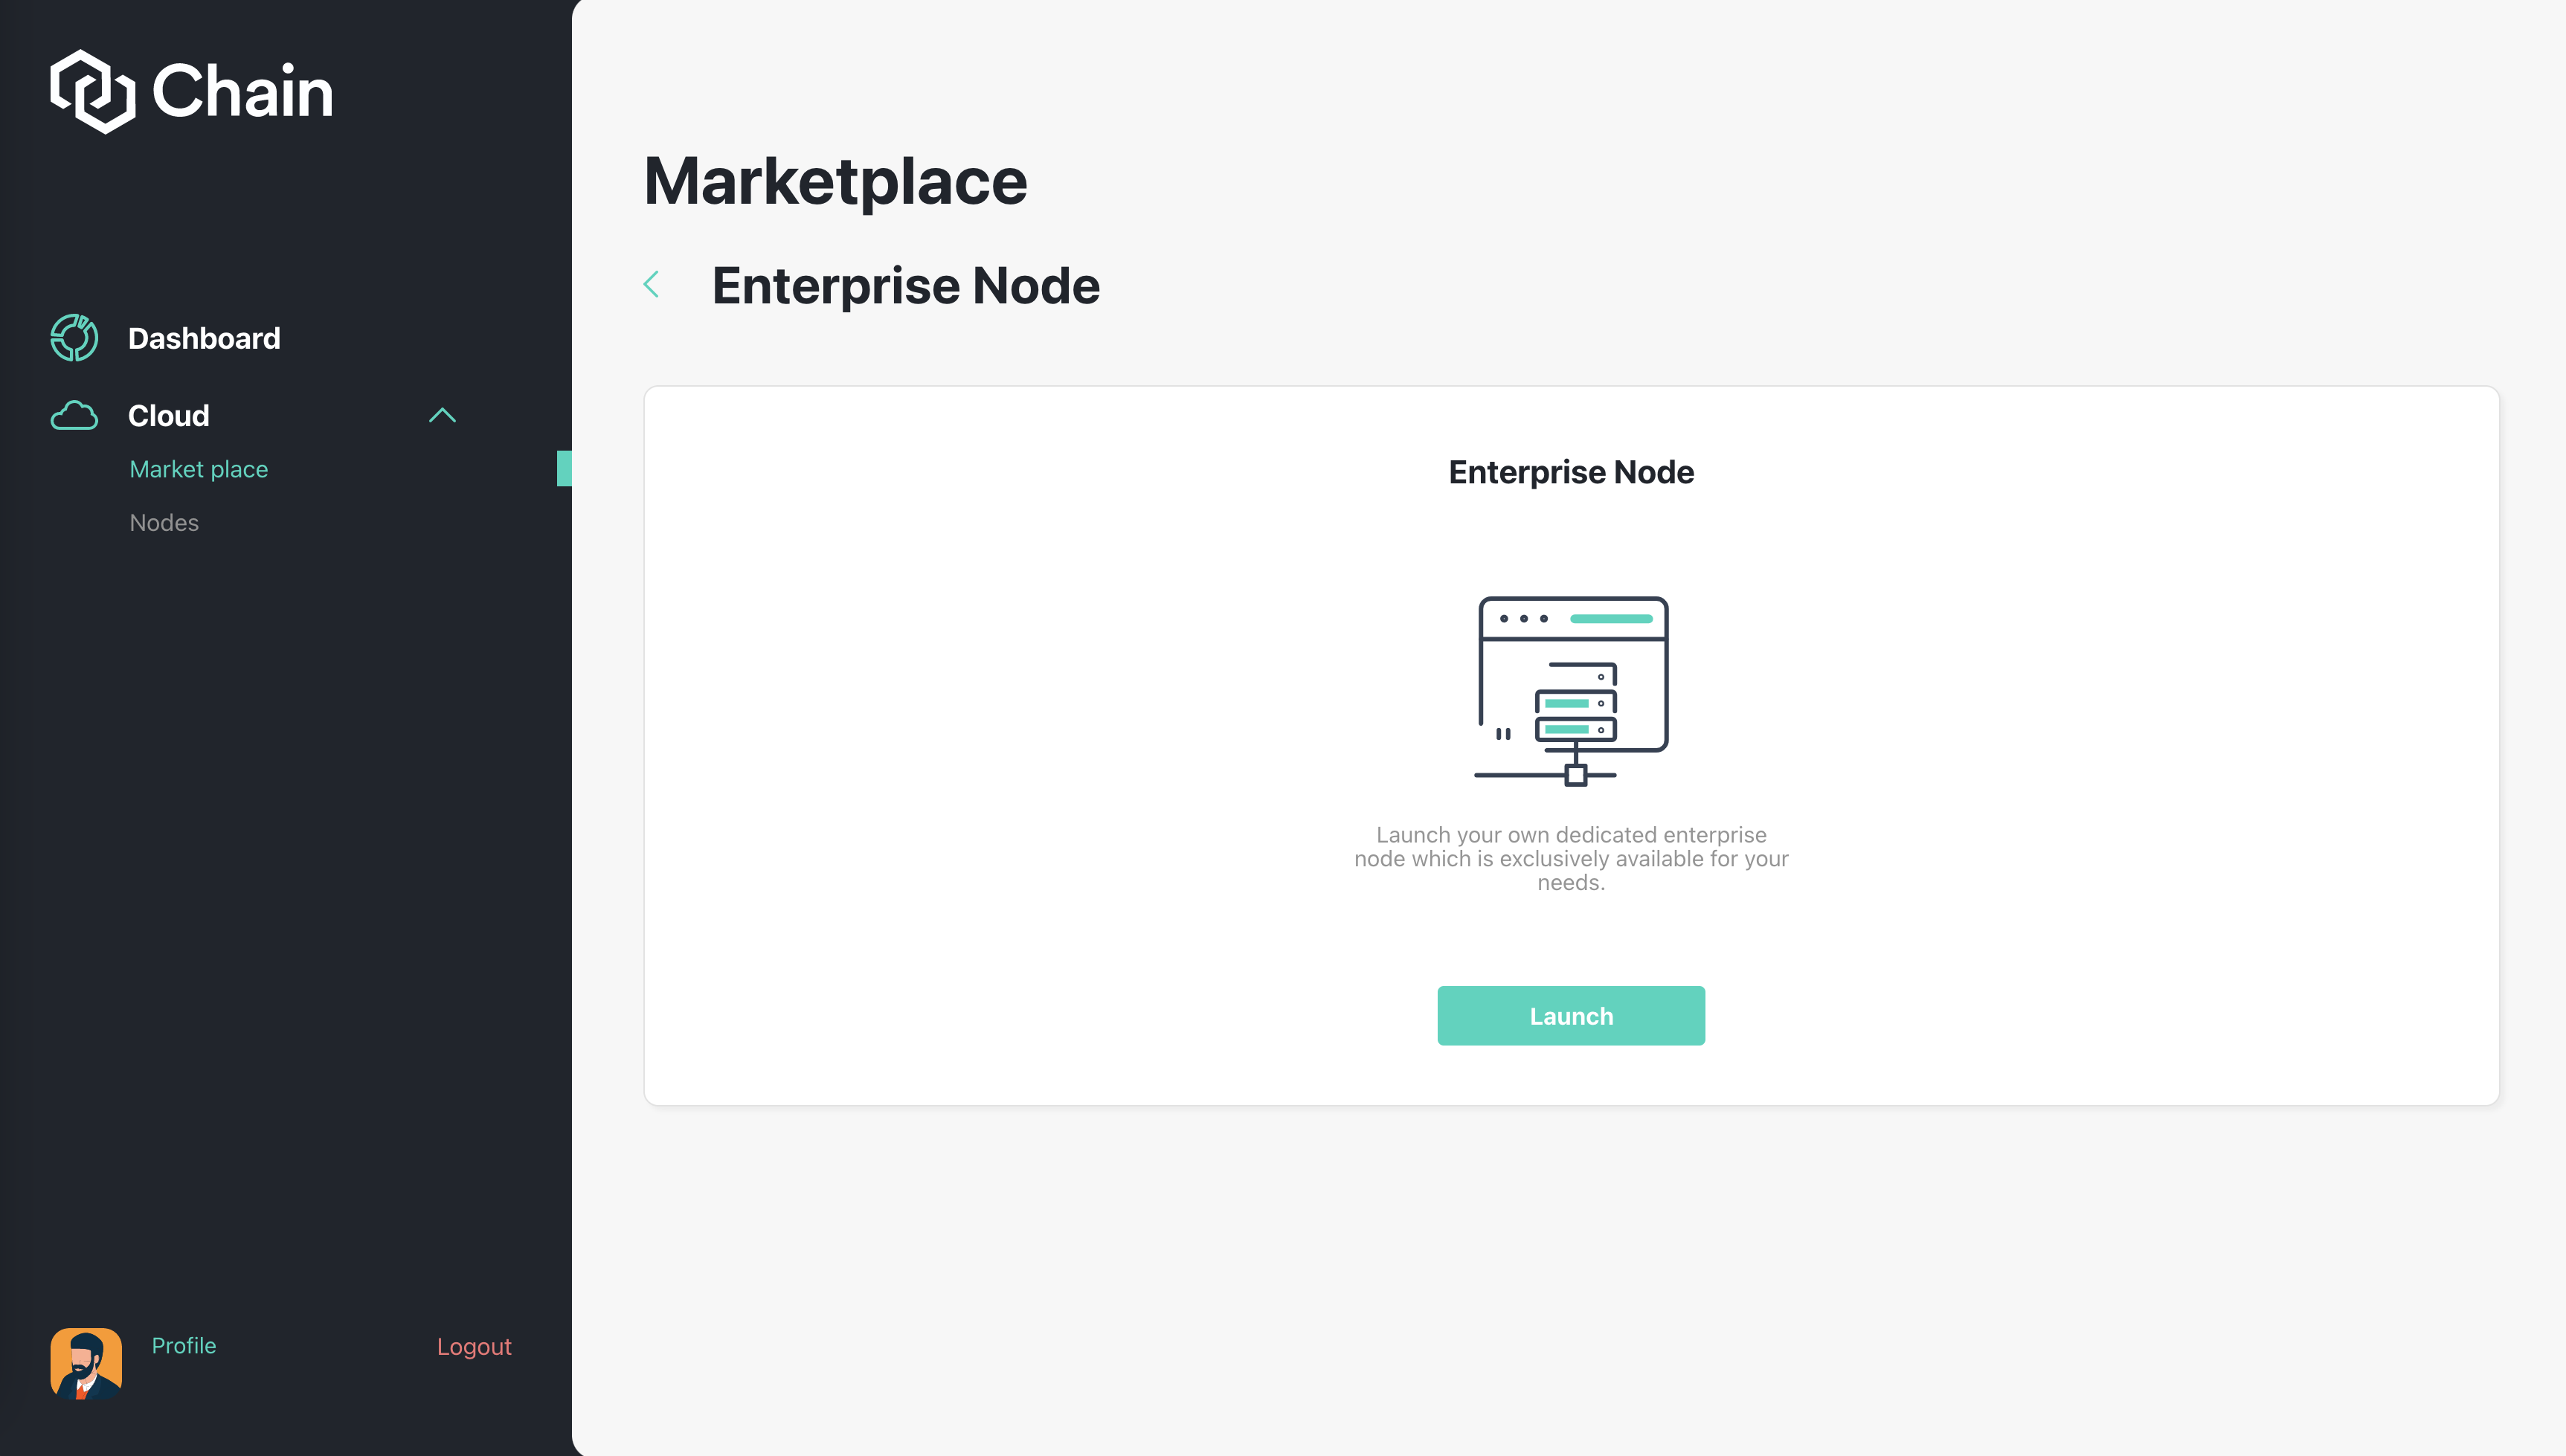 Chain
Dashboard
Cloud
Market place
Nodes
Profile
Logout
Marketplace
Enterprise Node
Enterprise Node
Launch your own dedicated enterprise
node which is exclusively available for your
needs.
Launch